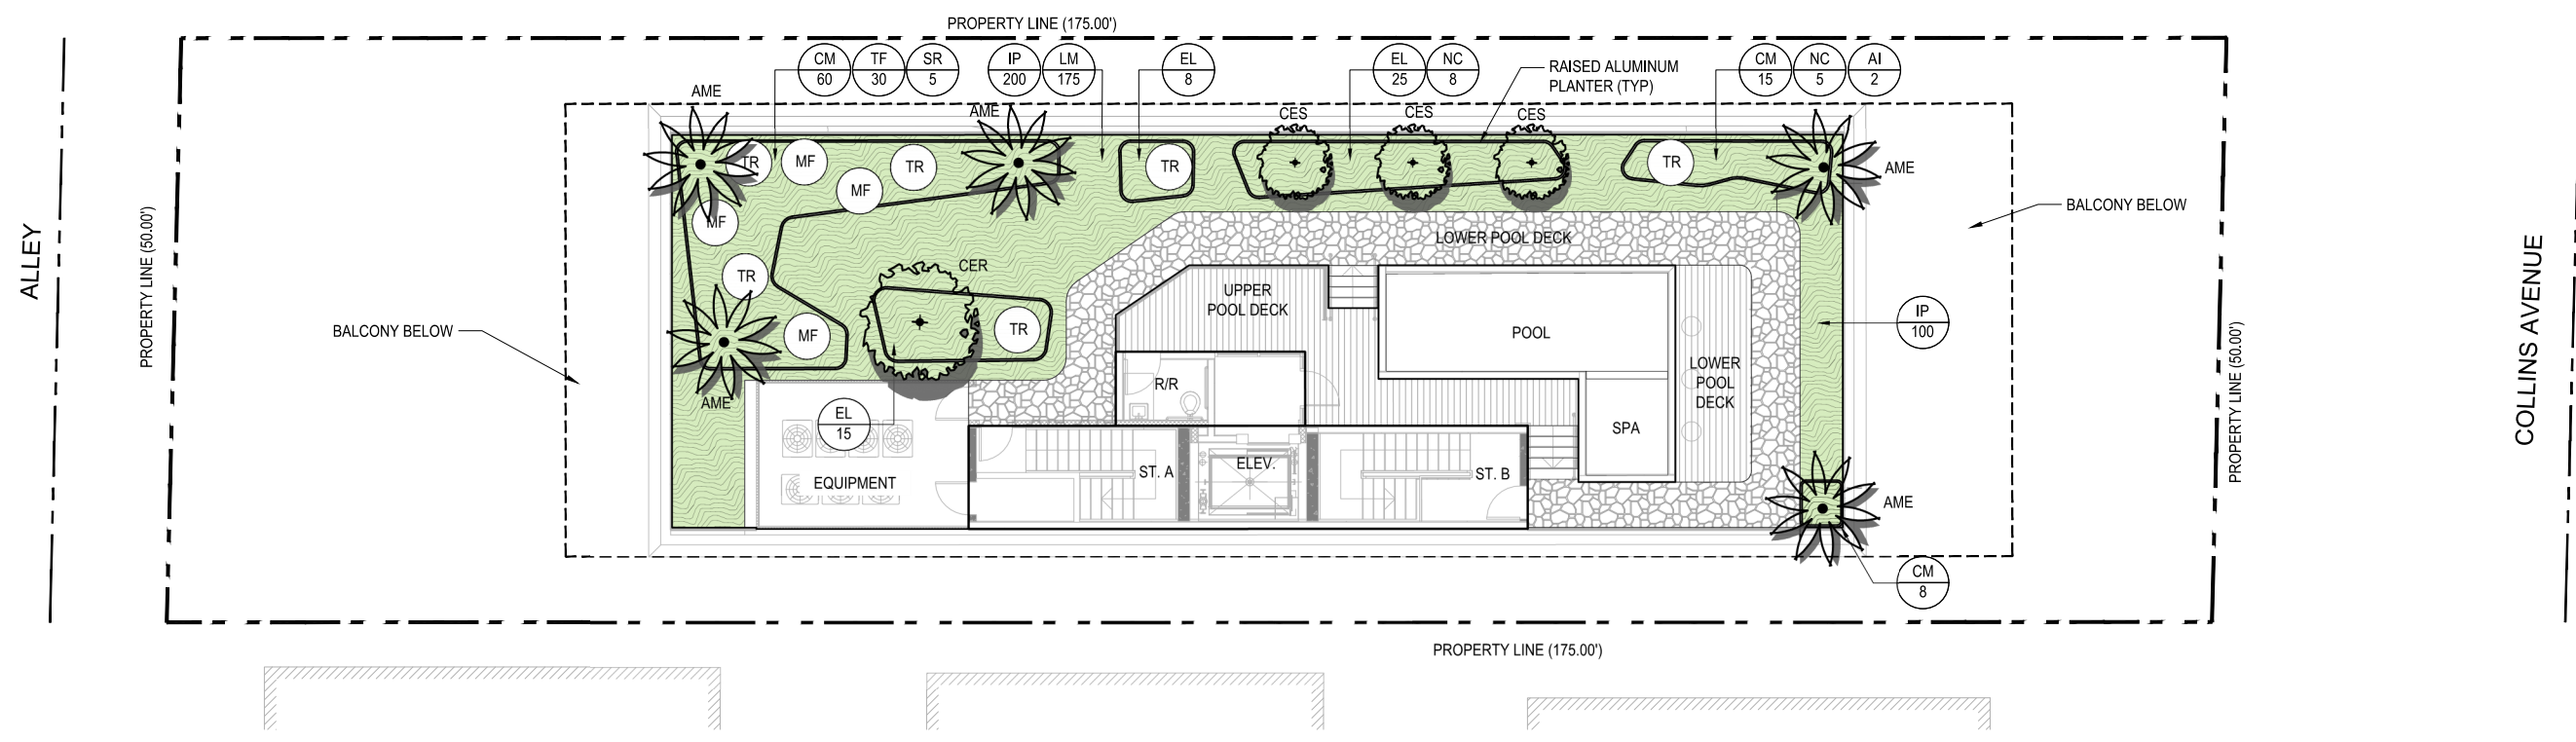 PROPERTY LINE (175.00')
CM
60
TF
30
SR
5
IP
200
LM
175
EL
8
EL
25
NC
8
RAISED ALUMINUM
PLANTER (TYP)
CM
15
NC
5
AI
2
AME
AME
CES
CES
CES
TR
MF
TR
TR
TR
AME
MF
MF
ALLEY
PROPERTY LINE (50.00')
BALCONY BELOW
LOWER POOL DECK
CER
TR
UPPER
POOL DECK
POOL
IP
100
BALCONY BELOW
MF
TR
LOWER
POOL
DECK
PROPERTY LINE (50.00')
COLLINS AVENUE
AME
R/R
EL
15
SPA
EQUIPMENT
ST. A
ELEV.
ST. B
AME
CM
8
PROPERTY LINE (175.00')